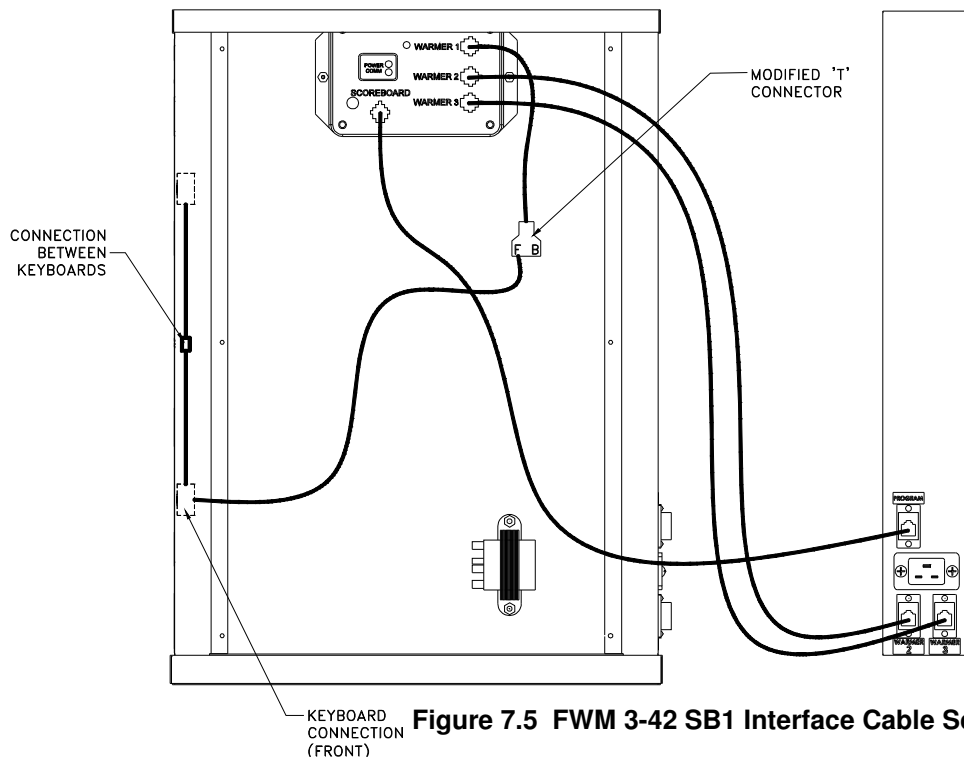 WARMER 1
POWER
COMM
WARMER 2
SCOREBOARD
WARMER 3
MODIFIED 'T'
CONNECTOR
CONNECTION
BETWEEN
KEYBOARDS
F B
PROGRAM
WARMER
2
WARMER
3
KEYBOARD
CONNECTION
(FRONT)
Figure 7.5 FWM 3-42 SB1 Interface Cable